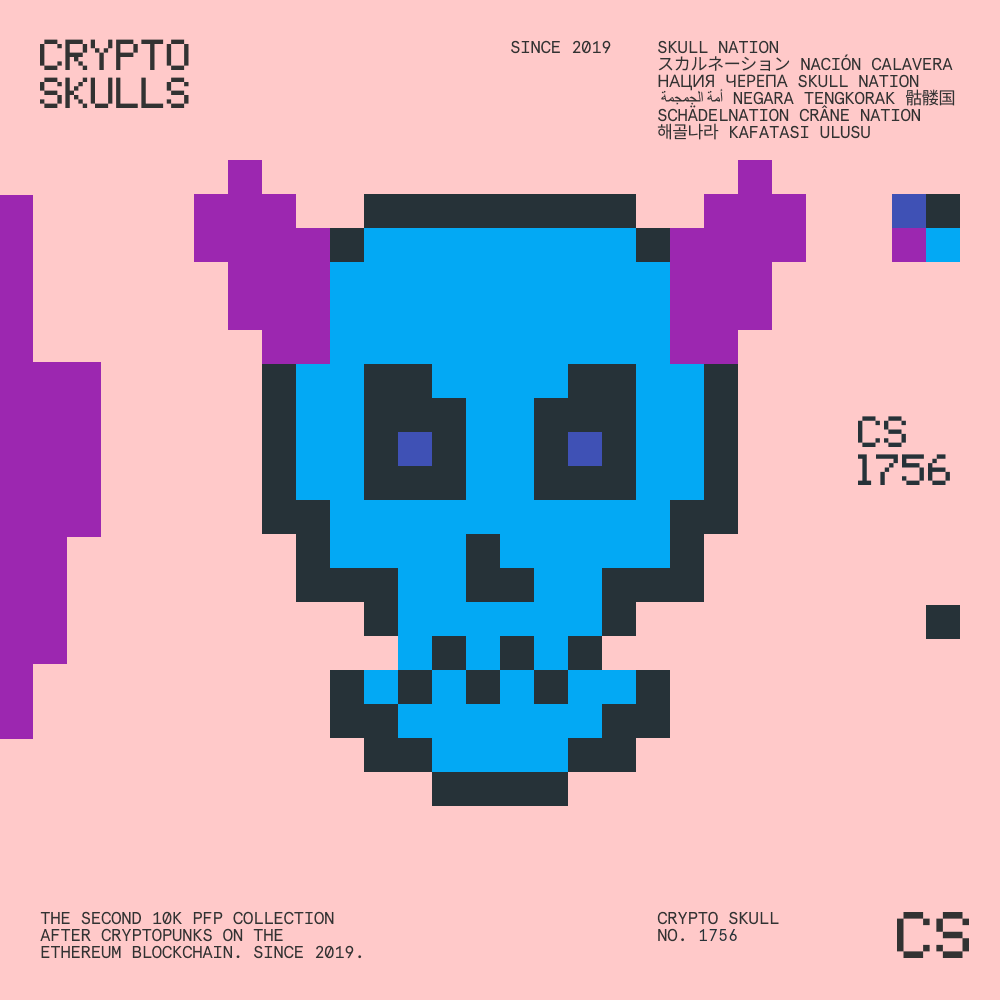 CRYPTO
SKULLS
SINCE 2019
SKULL NATION
スカルネーション NACIÓN CALAVERA
НАЦИЯ ЧЕРЕПА SKULL NATION
أمة الجمجمة NEGARA TENGKORAK 骷髅国
SCHÄDELNATION CRÂNE NATION
해골나라 KAFATASI ULUSU
CS
1756
THE SECOND 10K PFP COLLECTION
AFTER CRYPTOPUNKS ON THE
ETHEREUM BLOCKCHAIN. SINCE 2019.
CRYPTO SKULL
NO. 1756
CS